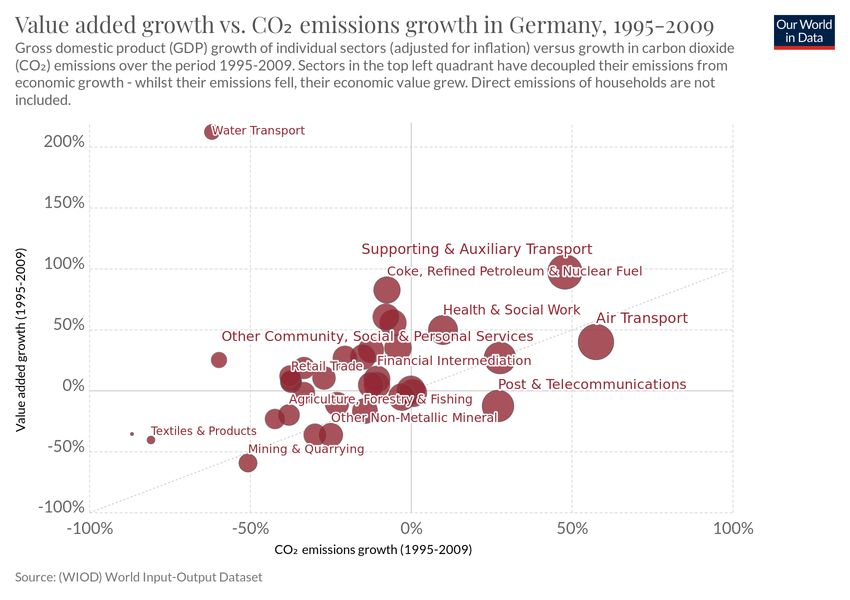 Value added growth vs. CO₂ emissions growth in Germany, 1995-2009
Our World
in Data
Gross domestic product (GDP) growth of individual sectors (adjusted for inflation) versus growth in carbon dioxide
(CO₂) emissions over the period 1995-2009. Sectors in the top left quadrant have decoupled their emissions from
economic growth - whilst their emissions fell, their economic value grew. Direct emissions of households are not
included.
Water Transport
200%
150%
Supporting & Auxiliary Transport
100%
Coke, Refined Petroleum & Nuclear Fuel
Health & Social Work
Air Transport
50%
Other Community, Social & Personal Services
Financial Intermediation
Retail Trade
Post & Telecommunications
0%
Agriculture, Forestry & Fishing
Other Non-Metallic Mineral
Textiles & Products
Mining & Quarrying
-50%
-100%
Value added growth (1995-2009)
-100%
-50%
0%
50%
100%
CO₂ emissions growth (1995-2009)
Source: (WIOD) World Input-Output Dataset